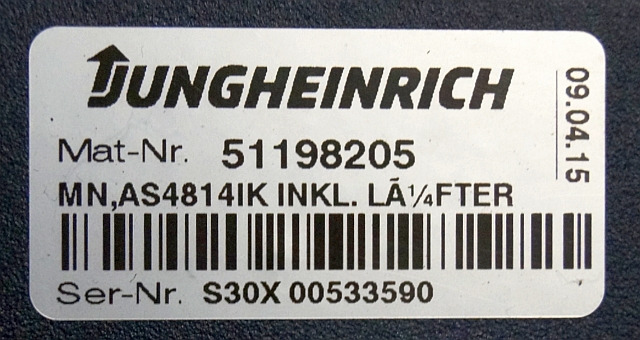 JUNGHEINRICH
09.04.15
Mat-Nr. 51198205
MN,AS4814IK INKL. LÃ¼FTER
Ser-Nr. S30X 00533590